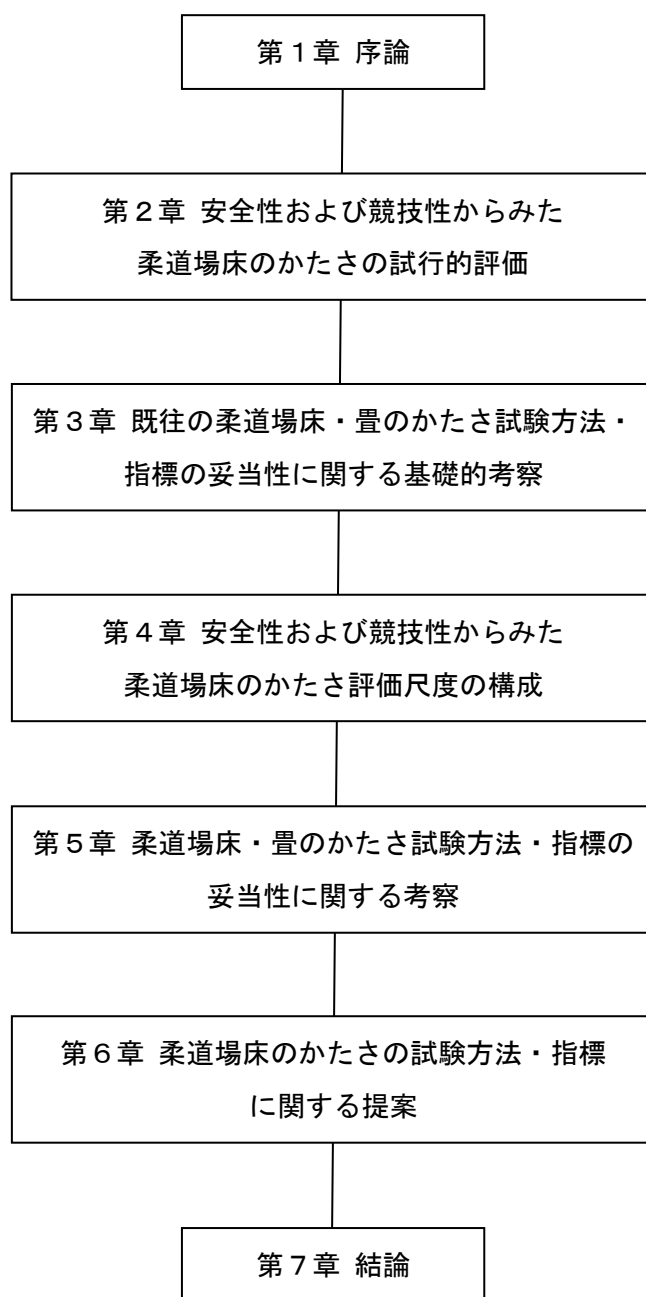 第１章 序論
第２章 安全性および競技性からみた
柔道場床のかたさの試行的評価
第３章 既往の柔道場床・畳のかたさ試験方法・
指標の妥当性に関する基礎的考察
第４章 安全性および競技性からみた
柔道場床のかたさ評価尺度の構成
第５章 柔道場床・畳のかたさ試験方法・指標の
妥当性に関する考察
第６章 柔道場床のかたさの試験方法・指標
に関する提案
第７章 結論